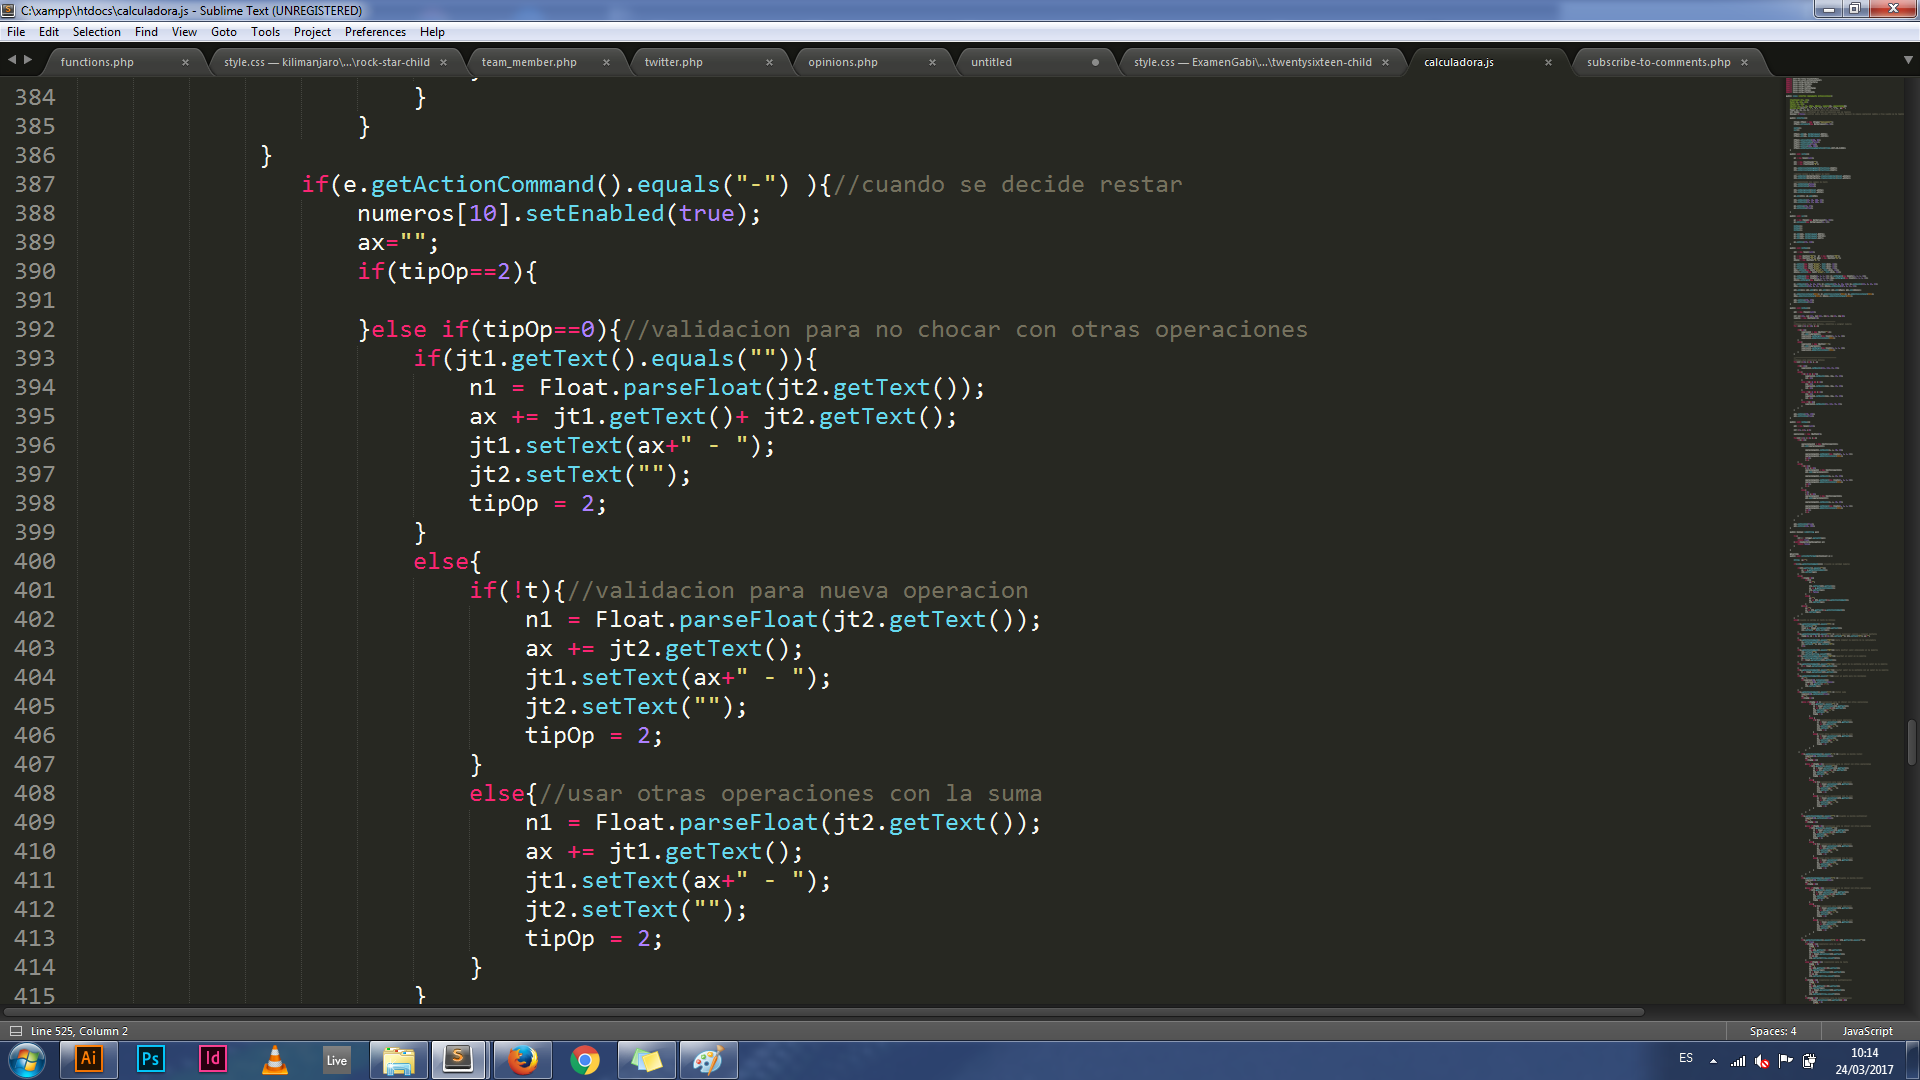 C:\xampp\htdocs\calculadora.js - Sublime Text (UNREGISTERED)
File Edit Selection Find View Goto Tools Project Preferences Help
functions.php style.css — kilimanjaro\...\rock-star-child team_member.php twitter.php opinions.php untitled style.css — ExamenGabi\...\twentysixteen-child calculadora.js subscribe-to-comments.php
384 }
385 }
386 }
387 if(e.getActionCommand().equals("-") ){//cuando se decide restar
388 numeros[10].setEnabled(true);
389 ax="";
390 if(tipOp==2){
391
392 }else if(tipOp==0){//validacion para no chocar con otras operaciones
393 if(jt1.getText().equals("")){
394 n1 = Float.parseFloat(jt2.getText());
395 ax += jt1.getText()+ jt2.getText();
396 jt1.setText(ax+" - ");
397 jt2.setText("");
398 tipOp = 2;
399 }
400 else{
401 if(!t){//validacion para nueva operacion
402 n1 = Float.parseFloat(jt2.getText());
403 ax += jt2.getText();
404 jt1.setText(ax+" - ");
405 jt2.setText("");
406 tipOp = 2;
407 }
408 else{//usar otras operaciones con la suma
409 n1 = Float.parseFloat(jt2.getText());
410 ax += jt1.getText();
411 jt1.setText(ax+" - ");
412 jt2.setText("");
413 tipOp = 2;
414 }
415 }
Line 525, Column 2 Spaces: 4 JavaScript
Ai Ps Id Live S ES 10:14
24/03/2017